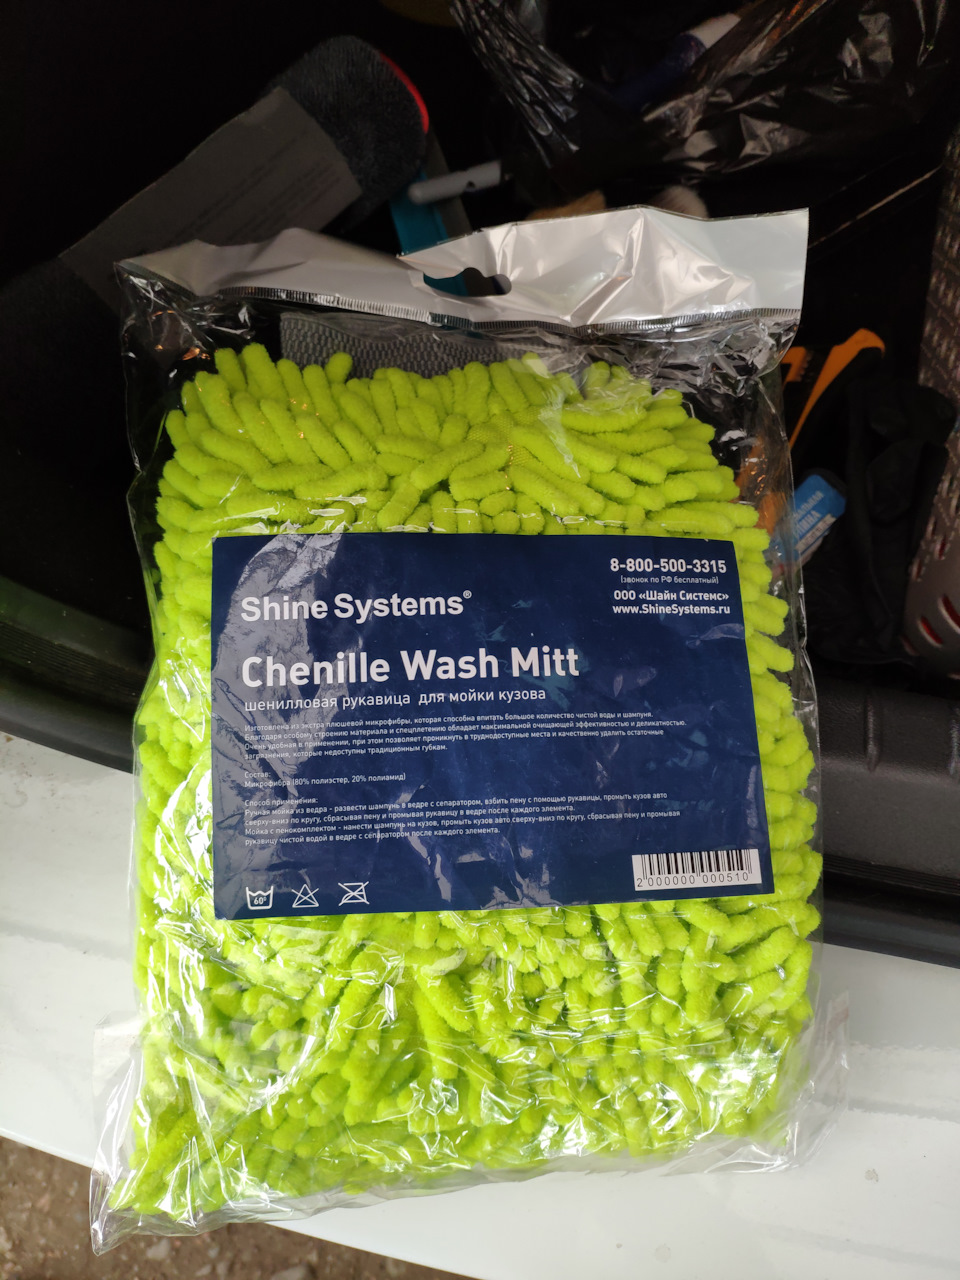 8-800-500-3315
(звонок по РФ бесплатный)
ООО «Шайн Системс»
www.ShineSystems.ru
Shine Systems®
Chenille Wash Mitt
шенилловая рукавица для мойки кузова
Изготовлена из экстра плюшевой микрофибры, которая способна впитать большое количество чистой воды и шампуня.
Благодаря особому строению материала и спецплетению обладает максимальной очищающей эффективностью и деликатностью.
Очень удобная в применении, при этом позволяет проникнуть в труднодоступные места и качественно удалить остаточные
загрязнения, которые недоступны традиционным губкам.
Состав:
Микрофибра (80% полиэстер, 20% полиамид)
Способ применения:
Ручная мойка из ведра - развести шампунь в ведре с сепаратором, взбить пену с помощью рукавицы, промыть кузов авто
сверху-вниз по кругу, сбрасывая пену и промывая рукавицу в ведре после каждого элемента.
Мойка с пенокомплектом - нанести шампунь на кузов, промыть кузов авто сверху-вниз по кругу, сбрасывая пену и промывая
рукавицу чистой водой в ведре с сепаратором после каждого элемента.
60°
2 000000 000510